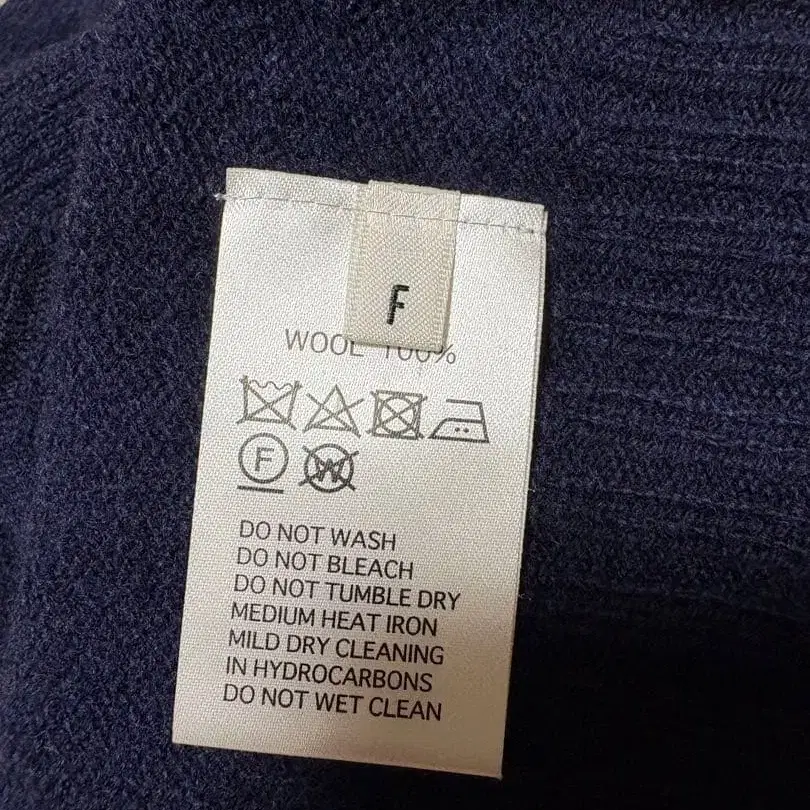 F
WOOL 100%
F
W
DO NOT WASH
DO NOT BLEACH
DO NOT TUMBLE DRY
MEDIUM HEAT IRON
MILD DRY CLEANING
IN HYDROCARBONS
DO NOT WET CLEAN